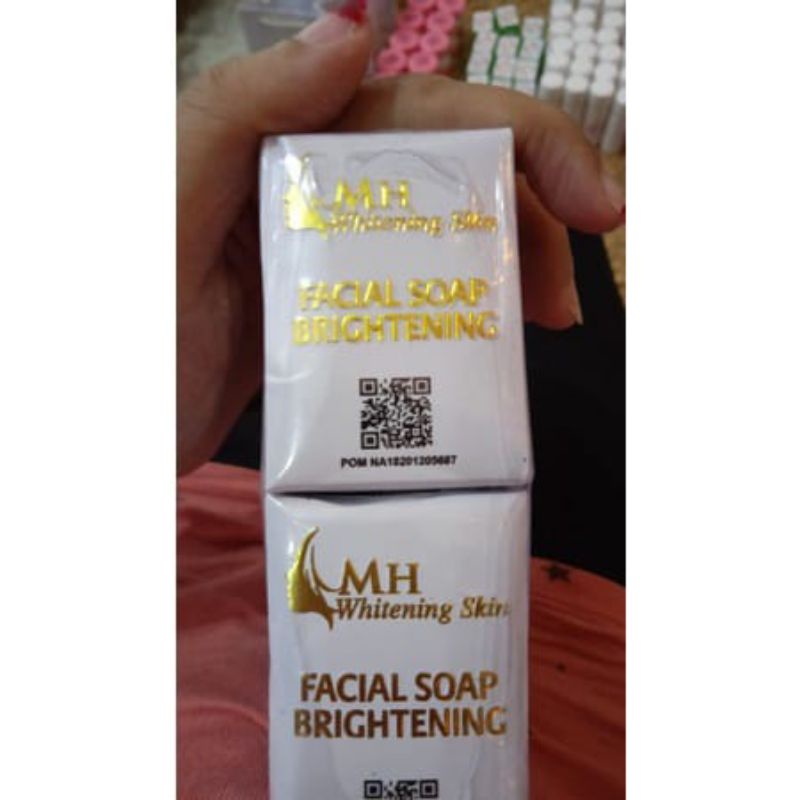 MH
Whitening Skin
FACIAL SOAP
BRIGHTENING
POM NA18201205687
MH
Whitening Skin
FACIAL SOAP
BRIGHTENING